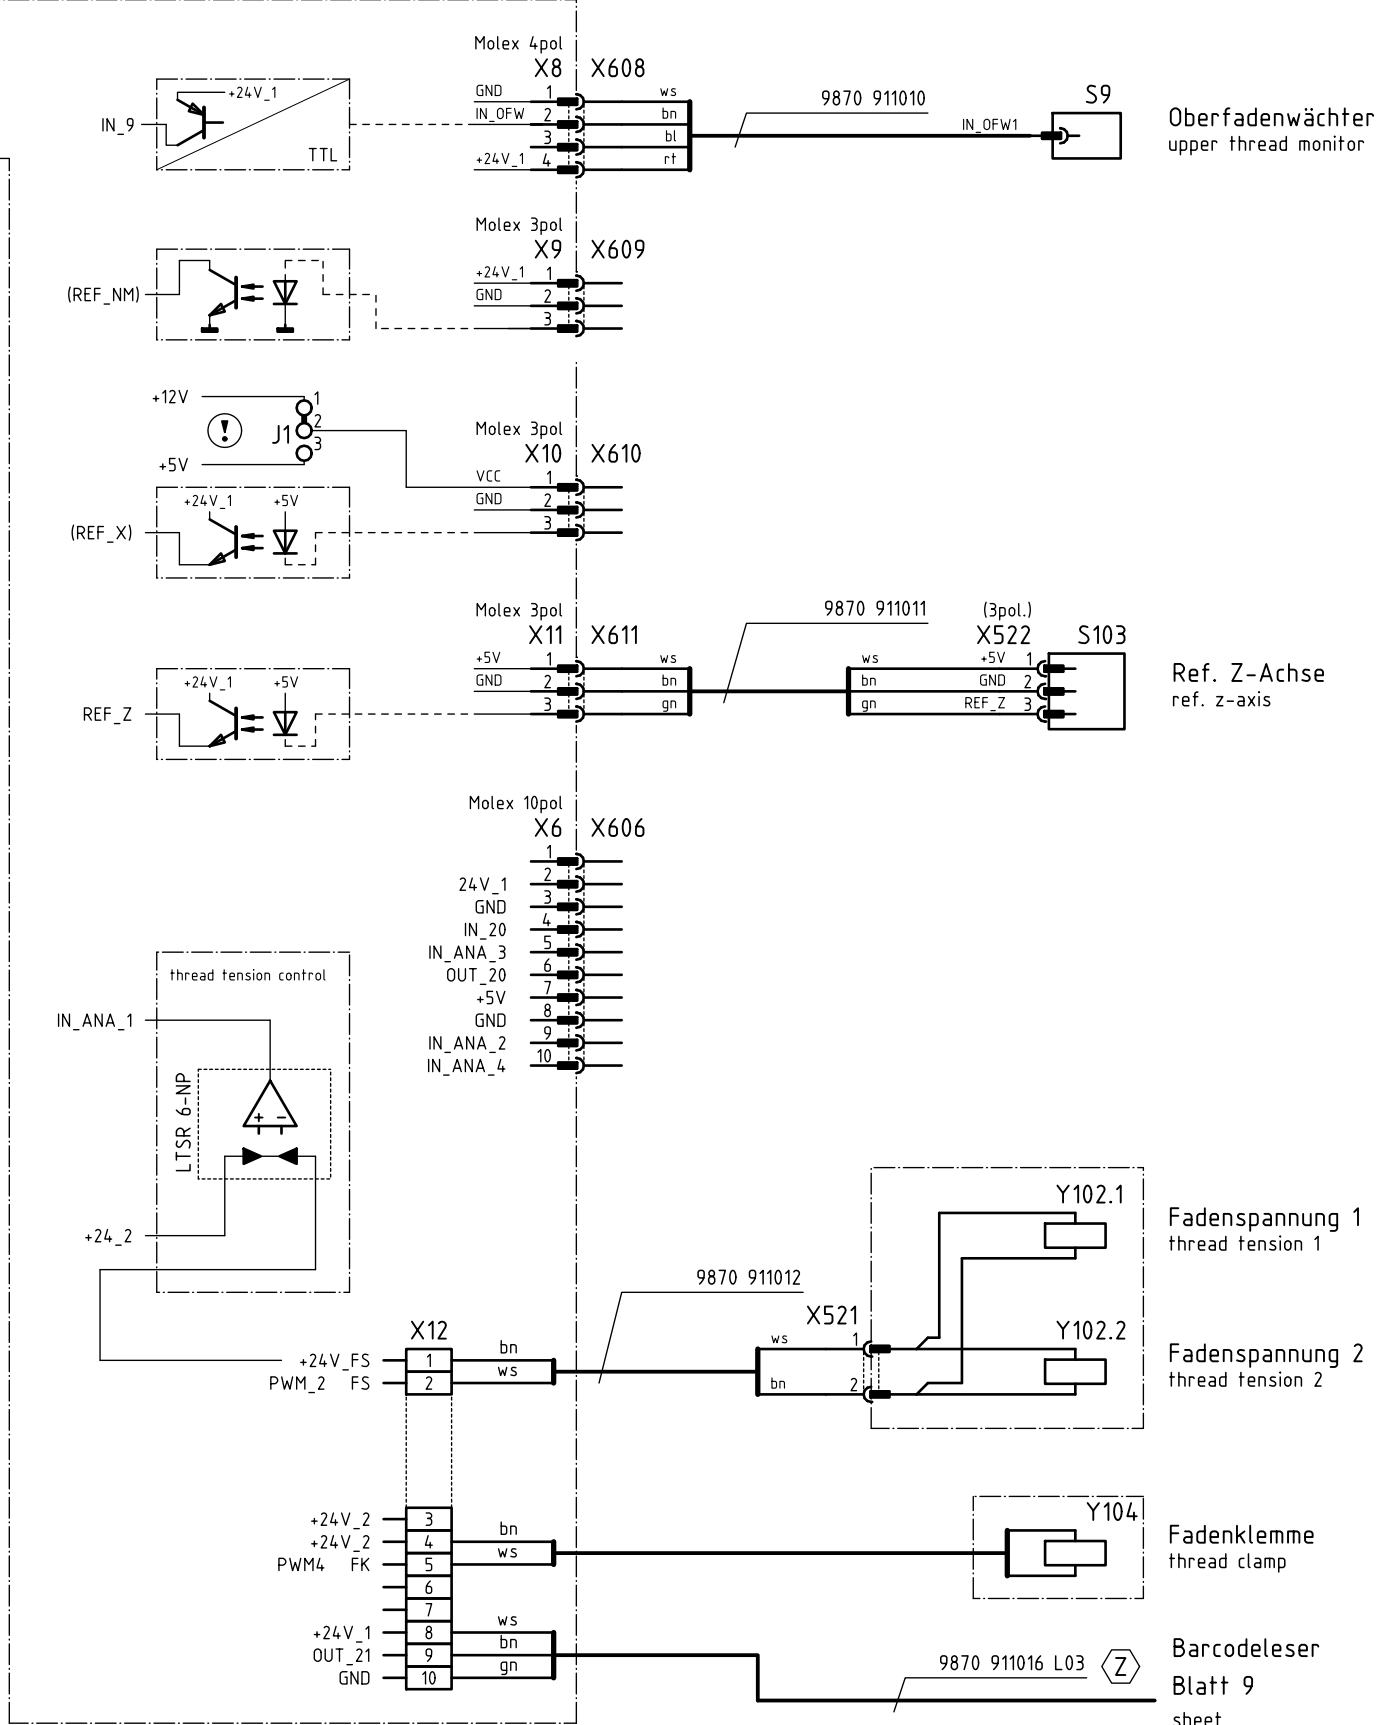 Molex 4pol
X8 X608
GND 1 ws
IN_OFW 2 bn
3 bl
+24V_1 4 rt
IN_9
+24V_1
TTL
9870 911010
IN_OFW1
S9
Oberfadenwächter
upper thread monitor
Molex 3pol
X9 X609
+24V_1 1
GND 2
3
(REF_NM)
+12V
1
2
3
J1
!
+5V
Molex 3pol
X10 X610
VCC 1
GND 2
3
+24V_1 +5V
(REF_X)
Molex 3pol
X11 X611
+5V 1 ws
GND 2 bn
3 gn
+24V_1 +5V
REF_Z
9870 911011
(3pol.)
X522 S103
ws +5V 1
bn GND 2
gn REF_Z 3
Ref. Z-Achse
ref. z-axis
Molex 10pol
X6 X606
1
24V_1 2
GND 3
IN_20 4
IN_ANA_3 5
OUT_20 6
+5V 7
GND 8
IN_ANA_2 9
IN_ANA_4 10
thread tension control
IN_ANA_1
LTSR 6-NP
+ −
+24_2
Y102.1
Fadenspannung 1
thread tension 1
9870 911012
X521
ws 1
bn 2
Y102.2
Fadenspannung 2
thread tension 2
X12
+24V_FS 1 bn
PWM_2 FS 2 ws
+24V_2 3
+24V_2 4 bn
PWM4 FK 5 ws
6
7
+24V_1 8 ws
OUT_21 9 bn
GND 10 gn
Y104
Fadenklemme
thread clamp
9870 911016 L03
Z
Barcodeleser
Blatt 9
sheet